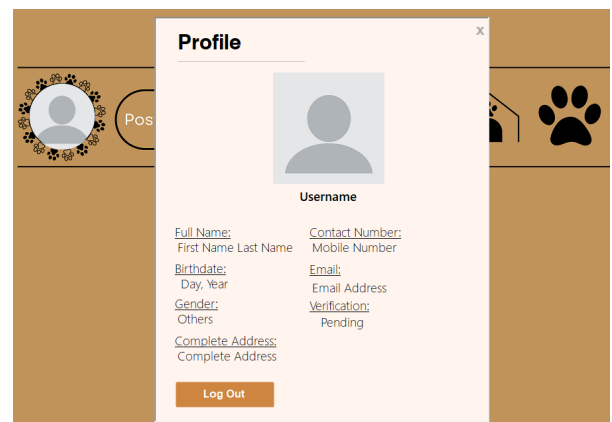 Profile
x
Pos
Username
Full Name:
First Name Last Name
Birthdate:
Day, Year
Gender:
Others
Complete Address:
Complete Address
Contact Number:
Mobile Number
Email:
Email Address
Verification:
Pending
Log Out